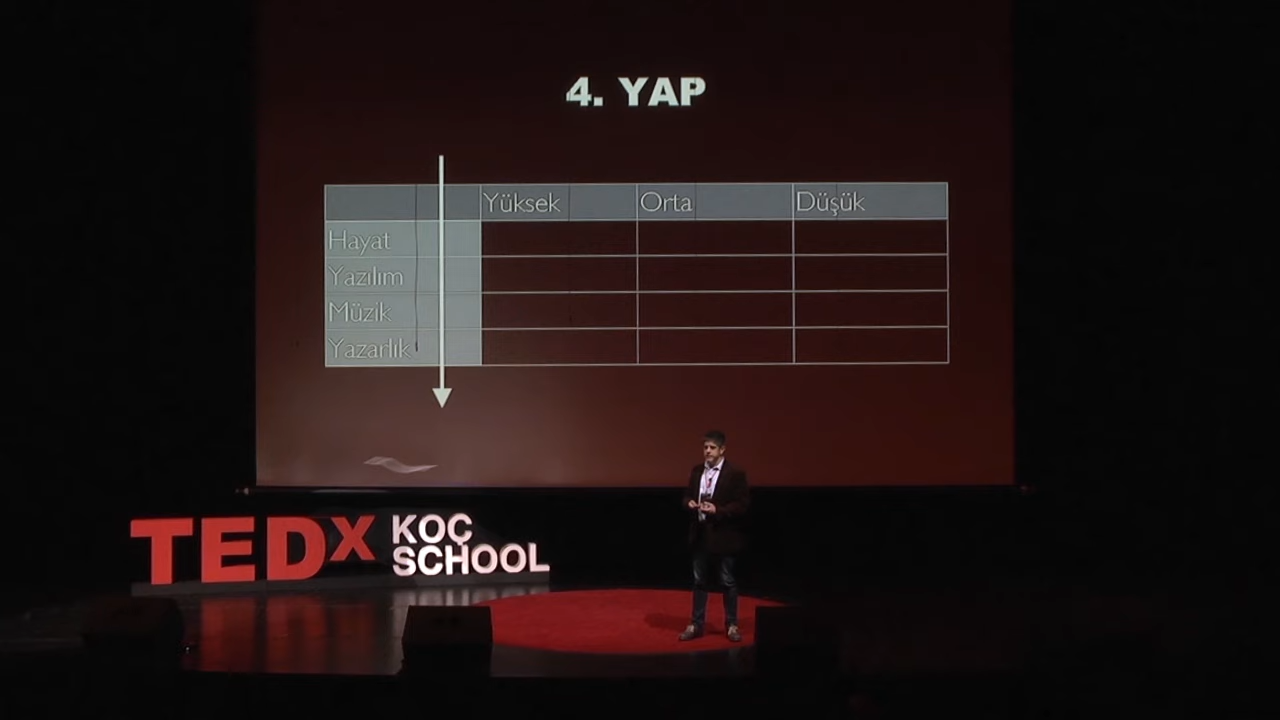 4. YAP
Yüksek Orta Düşük
Hayat
Yazılım
Müzik
Yazarlık
TEDx KOÇ
SCHOOL